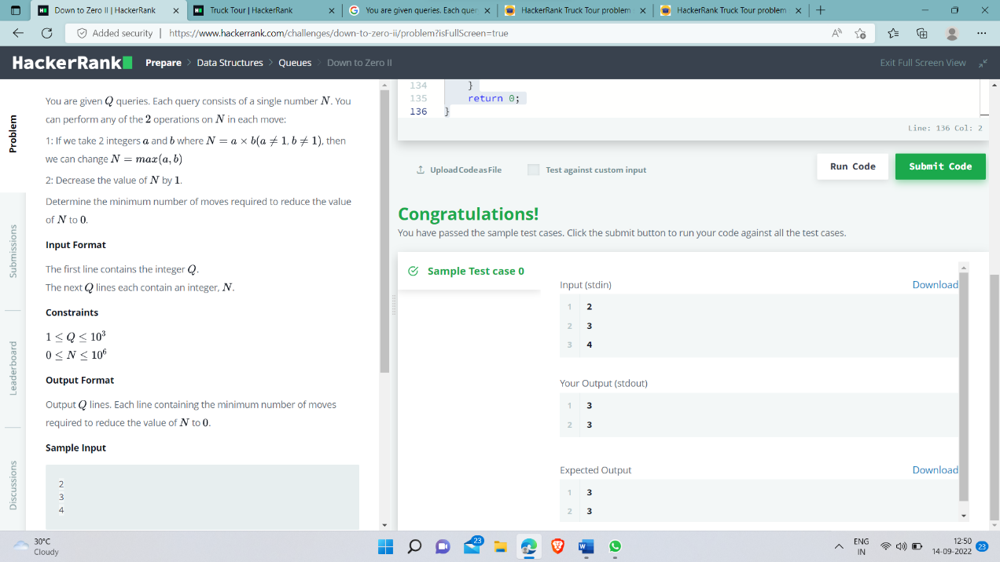 Down to Zero II | HackerRank
Truck Tour | HackerRank
You are given queries. Each quer
HackerRank Truck Tour problem
HackerRank Truck Tour problem
Added security | https://www.hackerrank.com/challenges/down-to-zero-ii/problem?isFullScreen=true
HackerRank
Prepare > Data Structures > Queues > Down to Zero II
Exit Full Screen View
Problem
Submissions
Leaderboard
Discussions
You are given Q queries. Each query consists of a single number N. You
can perform any of the 2 operations on N in each move:
1: If we take 2 integers a and b where N = a × b(a ≠ 1, b ≠ 1), then
we can change N = max(a, b)
2: Decrease the value of N by 1.
Determine the minimum number of moves required to reduce the value
of N to 0.
Input Format
The first line contains the integer Q.
The next Q lines each contain an integer, N.
Constraints
1 ≤ Q ≤ 10³
0 ≤ N ≤ 10⁶
Output Format
Output Q lines. Each line containing the minimum number of moves
required to reduce the value of N to 0.
Sample Input
2
3
4
134 }
135 return 0;
136 }
Line: 136 Col: 2
Upload Code as File
Test against custom input
Run Code
Submit Code
Congratulations!
You have passed the sample test cases. Click the submit button to run your code against all the test cases.
Sample Test case 0
Input (stdin)
Download
1 2
2 3
3 4
Your Output (stdout)
1 3
2 3
Expected Output
Download
1 3
2 3
30°C
Cloudy
23
W
ENG
IN
12:50
14-09-2022
23